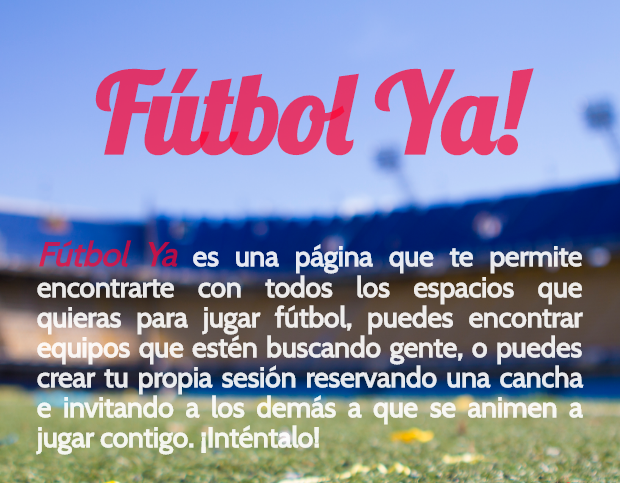 Fútbol Ya!
Fútbol Ya es una página que te permite
encontrarte con todos los espacios que
quieras para jugar fútbol, puedes encontrar
equipos que estén buscando gente, o puedes
crear tu propia sesión reservando una cancha
e invitando a los demás a que se animen a
jugar contigo. ¡Inténtalo!